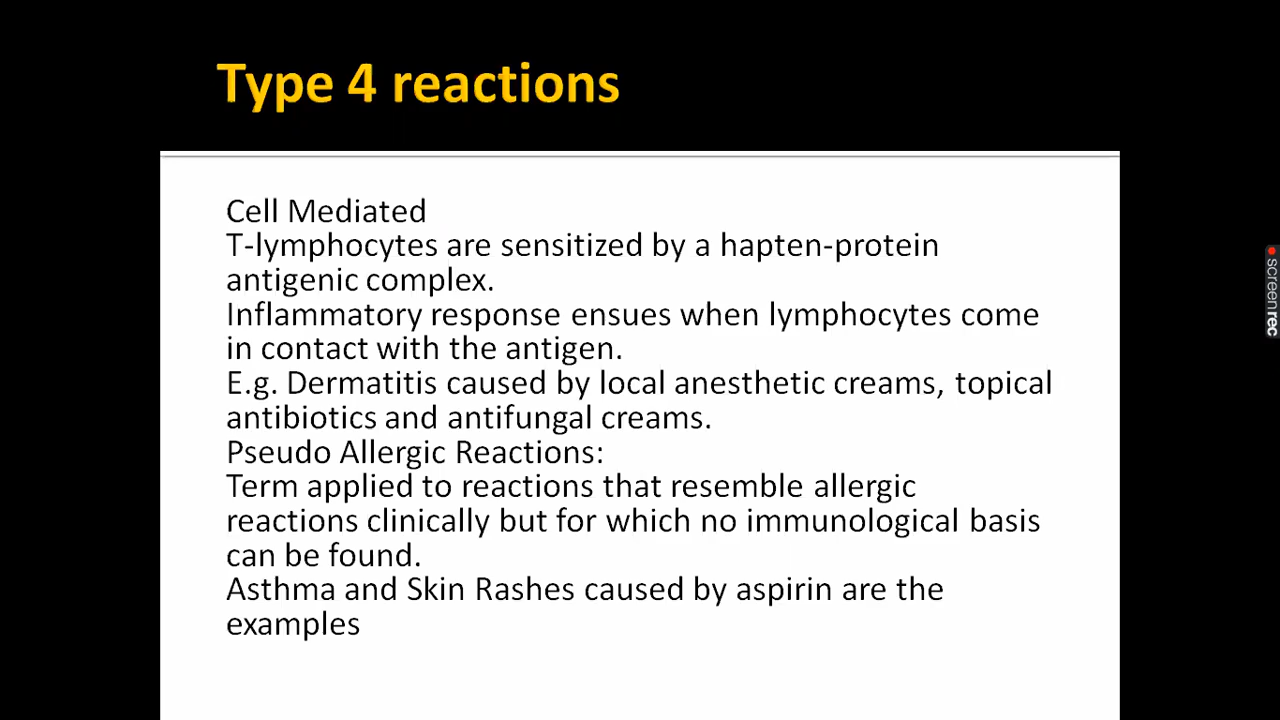 Type 4 reactions
Cell Mediated
T-lymphocytes are sensitized by a hapten-protein
antigenic complex.
Inflammatory response ensues when lymphocytes come
in contact with the antigen.
E.g. Dermatitis caused by local anesthetic creams, topical
antibiotics and antifungal creams.
Pseudo Allergic Reactions:
Term applied to reactions that resemble allergic
reactions clinically but for which no immunological basis
can be found.
Asthma and Skin Rashes caused by aspirin are the
examples
screenrec